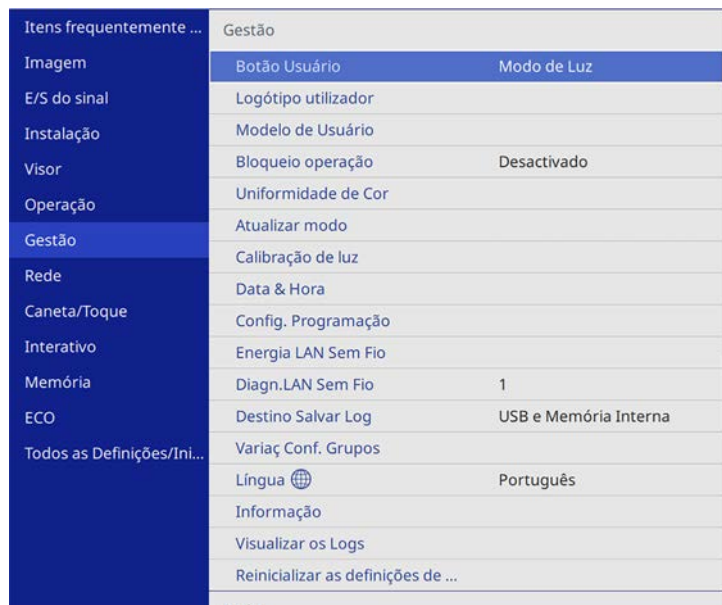 Itens frequentemente ...
Imagem
E/S do sinal
Instalação
Visor
Operação
Gestão
Rede
Caneta/Toque
Interativo
Memória
ECO
Todos as Definições/Ini...
Gestão
Botão Usuário Modo de Luz
Logótipo utilizador
Modelo de Usuário
Bloqueio operação Desactivado
Uniformidade de Cor
Atualizar modo
Calibração de luz
Data & Hora
Config. Programação
Energia LAN Sem Fio
Diagn.LAN Sem Fio 1
Destino Salvar Log USB e Memória Interna
Variaç Conf. Grupos
Língua Português
Informação
Visualizar os Logs
Reinicializar as definições de ...